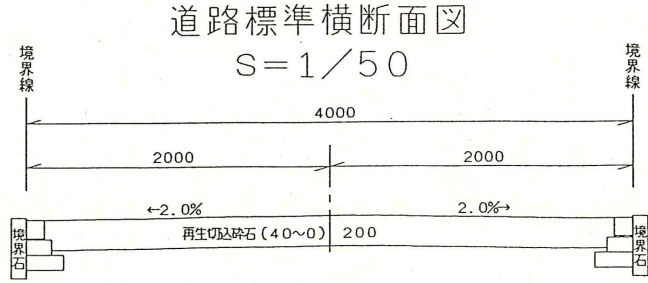 道路標準横断面図
S=1/50
境界線
境界線
4000
2000
2000
←2.0%
2.0%→
再生切込砕石(40~0)
200
境界石
境界石